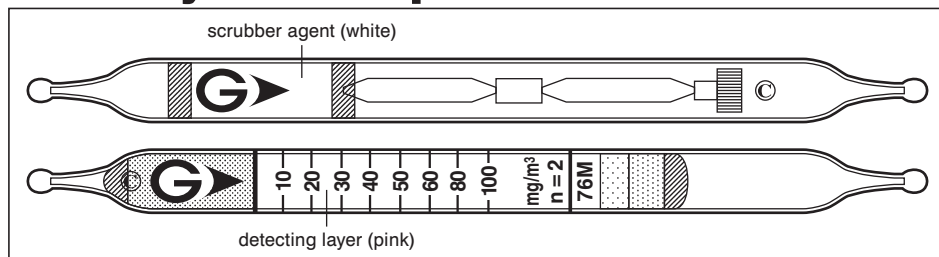 scrubber agent (white)
G
C
C
G
10
20
30
40
50
60
80
100
mg/m³
n = 2
76M
detecting layer (pink)